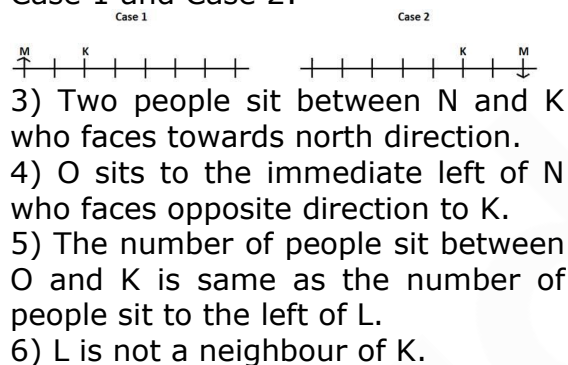 Case 1 and Case 2.
Case 1 Case 2
M K K M
3) Two people sit between N and K
who faces towards north direction.
4) O sits to the immediate left of N
who faces opposite direction to K.
5) The number of people sit between
O and K is same as the number of
people sit to the left of L.
6) L is not a neighbour of K.